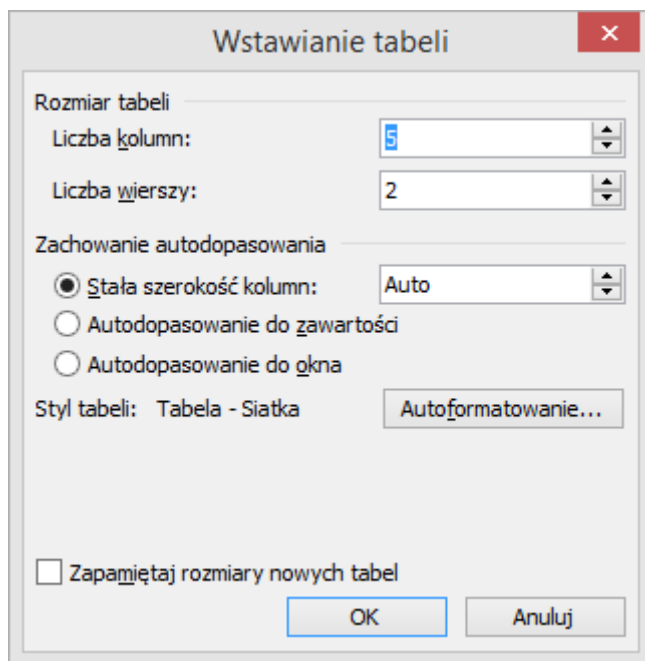 Wstawianie tabeli
Rozmiar tabeli
Liczba kolumn: 5
Liczba wierszy: 2
Zachowanie autodopasowania
Stała szerokość kolumn: Auto
Autodopasowanie do zawartości
Autodopasowanie do okna
Styl tabeli: Tabela - Siatka Autoformatowanie...
Zapamiętaj rozmiary nowych tabel
OK Anuluj